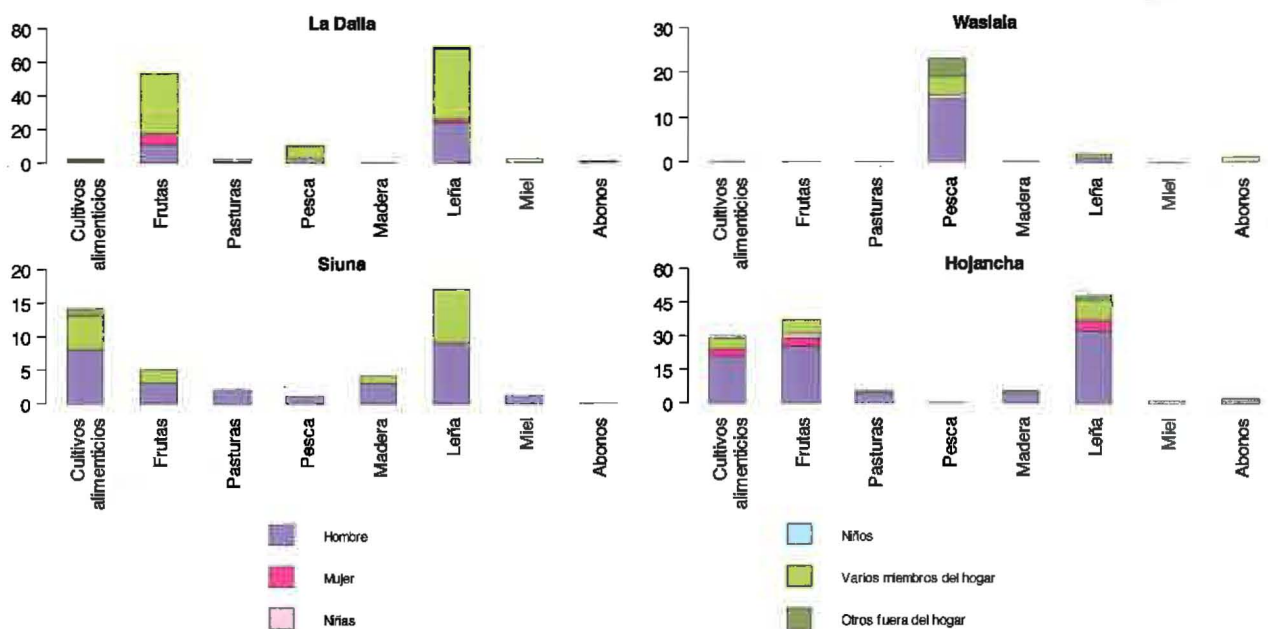 La Dalia
80
60
40
20
0
Cultivos
alimenticios
Frutas
Pasturas
Pesca
Madera
Leña
Miel
Abonos
Waslala
30
20
10
0
Cultivos
alimenticios
Frutas
Pasturas
Pesca
Madera
Leña
Miel
Abonos
Siuna
20
15
10
5
0
Cultivos
alimenticios
Frutas
Pasturas
Pesca
Madera
Leña
Miel
Abonos
Hojancha
60
45
30
15
0
Cultivos
alimenticios
Frutas
Pasturas
Pesca
Madera
Leña
Miel
Abonos
Hombre
Mujer
Niñas
Niños
Varios miembros del hogar
Otros fuera del hogar